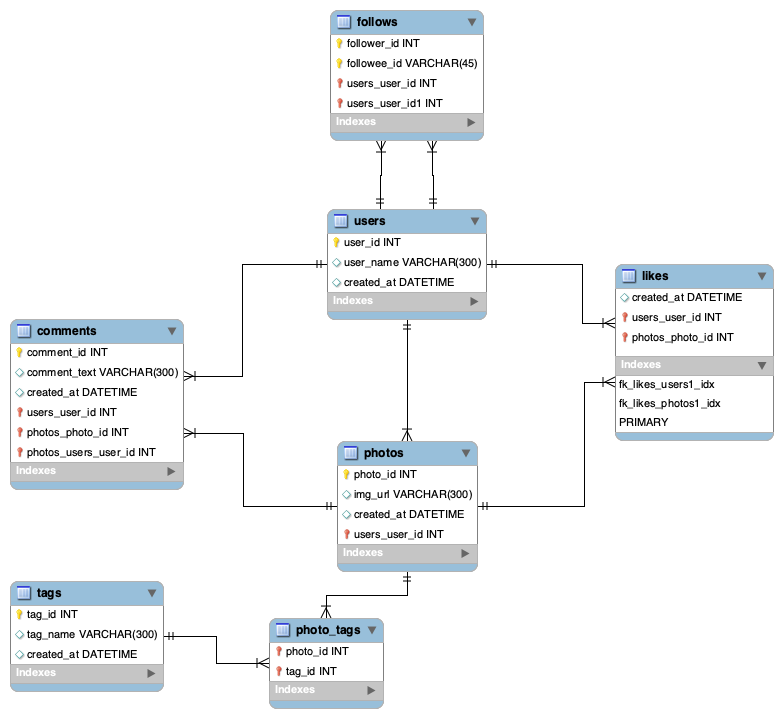 follows
follower_id INT
followee_id VARCHAR(45)
users_user_id INT
users_user_id1 INT
Indexes
users
user_id INT
user_name VARCHAR(300)
created_at DATETIME
Indexes
likes
created_at DATETIME
users_user_id INT
photos_photo_id INT
Indexes
fk_likes_users1_idx
fk_likes_photos1_idx
PRIMARY
comments
comment_id INT
comment_text VARCHAR(300)
created_at DATETIME
users_user_id INT
photos_photo_id INT
photos_users_user_id INT
Indexes
photos
photo_id INT
img_url VARCHAR(300)
created_at DATETIME
users_user_id INT
Indexes
tags
tag_id INT
tag_name VARCHAR(300)
created_at DATETIME
Indexes
photo_tags
photo_id INT
tag_id INT
Indexes